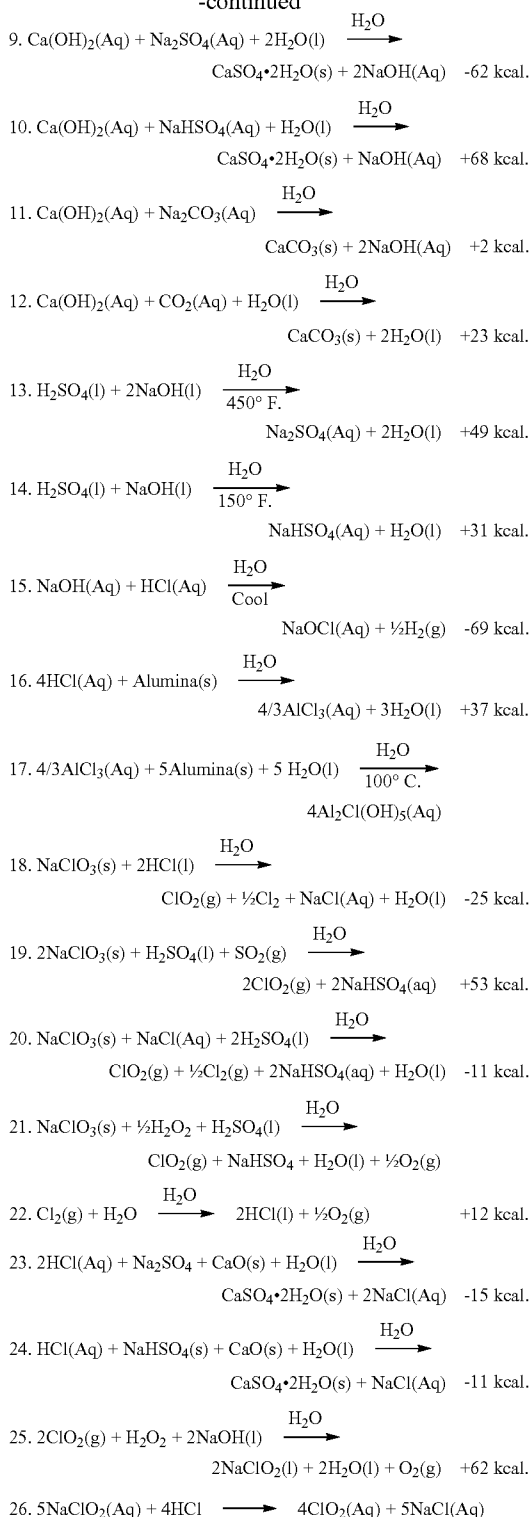 -continued
H₂O
9. Ca(OH)₂(Aq) + Na₂SO₄(Aq) + 2H₂O(l) ⟶
CaSO₄•2H₂O(s) + 2NaOH(Aq) -62 kcal.
H₂O
10. Ca(OH)₂(Aq) + NaHSO₄(Aq) + H₂O(l) ⟶
CaSO₄•2H₂O(s) + NaOH(Aq) +68 kcal.
H₂O
11. Ca(OH)₂(Aq) + Na₂CO₃(Aq) ⟶
CaCO₃(s) + 2NaOH(Aq) +2 kcal.
H₂O
12. Ca(OH)₂(Aq) + CO₂(Aq) + H₂O(l) ⟶
CaCO₃(s) + 2H₂O(l) +23 kcal.
H₂O
13. H₂SO₄(l) + 2NaOH(l) ⟶
450° F.
Na₂SO₄(Aq) + 2H₂O(l) +49 kcal.
H₂O
14. H₂SO₄(l) + NaOH(l) ⟶
150° F.
NaHSO₄(Aq) + H₂O(l) +31 kcal.
H₂O
15. NaOH(Aq) + HCl(Aq) ⟶
Cool
NaOCl(Aq) + ½H₂(g) -69 kcal.
H₂O
16. 4HCl(Aq) + Alumina(s) ⟶
4/3AlCl₃(Aq) + 3H₂O(l) +37 kcal.
H₂O
17. 4/3AlCl₃(Aq) + 5Alumina(s) + 5 H₂O(l) ⟶
100° C.
4Al₂Cl(OH)₅(Aq)
H₂O
18. NaClO₃(s) + 2HCl(l) ⟶
ClO₂(g) + ½Cl₂ + NaCl(Aq) + H₂O(l) -25 kcal.
H₂O
19. 2NaClO₃(s) + H₂SO₄(l) + SO₂(g) ⟶
2ClO₂(g) + 2NaHSO₄(aq) +53 kcal.
H₂O
20. NaClO₃(s) + NaCl(Aq) + 2H₂SO₄(l) ⟶
ClO₂(g) + ½Cl₂(g) + 2NaHSO₄(aq) + H₂O(l) -11 kcal.
H₂O
21. NaClO₃(s) + ½H₂O₂ + H₂SO₄(l) ⟶
ClO₂(g) + NaHSO₄ + H₂O(l) + ½O₂(g)
H₂O
22. Cl₂(g) + H₂O ⟶ 2HCl(l) + ½O₂(g) +12 kcal.
H₂O
23. 2HCl(Aq) + Na₂SO₄ + CaO(s) + H₂O(l) ⟶
CaSO₄•2H₂O(s) + 2NaCl(Aq) -15 kcal.
H₂O
24. HCl(Aq) + NaHSO₄(s) + CaO(s) + H₂O(l) ⟶
CaSO₄•2H₂O(s) + NaCl(Aq) -11 kcal.
H₂O
25. 2ClO₂(g) + H₂O₂ + 2NaOH(l) ⟶
2NaClO₂(l) + 2H₂O(l) + O₂(g) +62 kcal.
26. 5NaClO₂(Aq) + 4HCl ⟶ 4ClO₂(Aq) + 5NaCl(Aq)